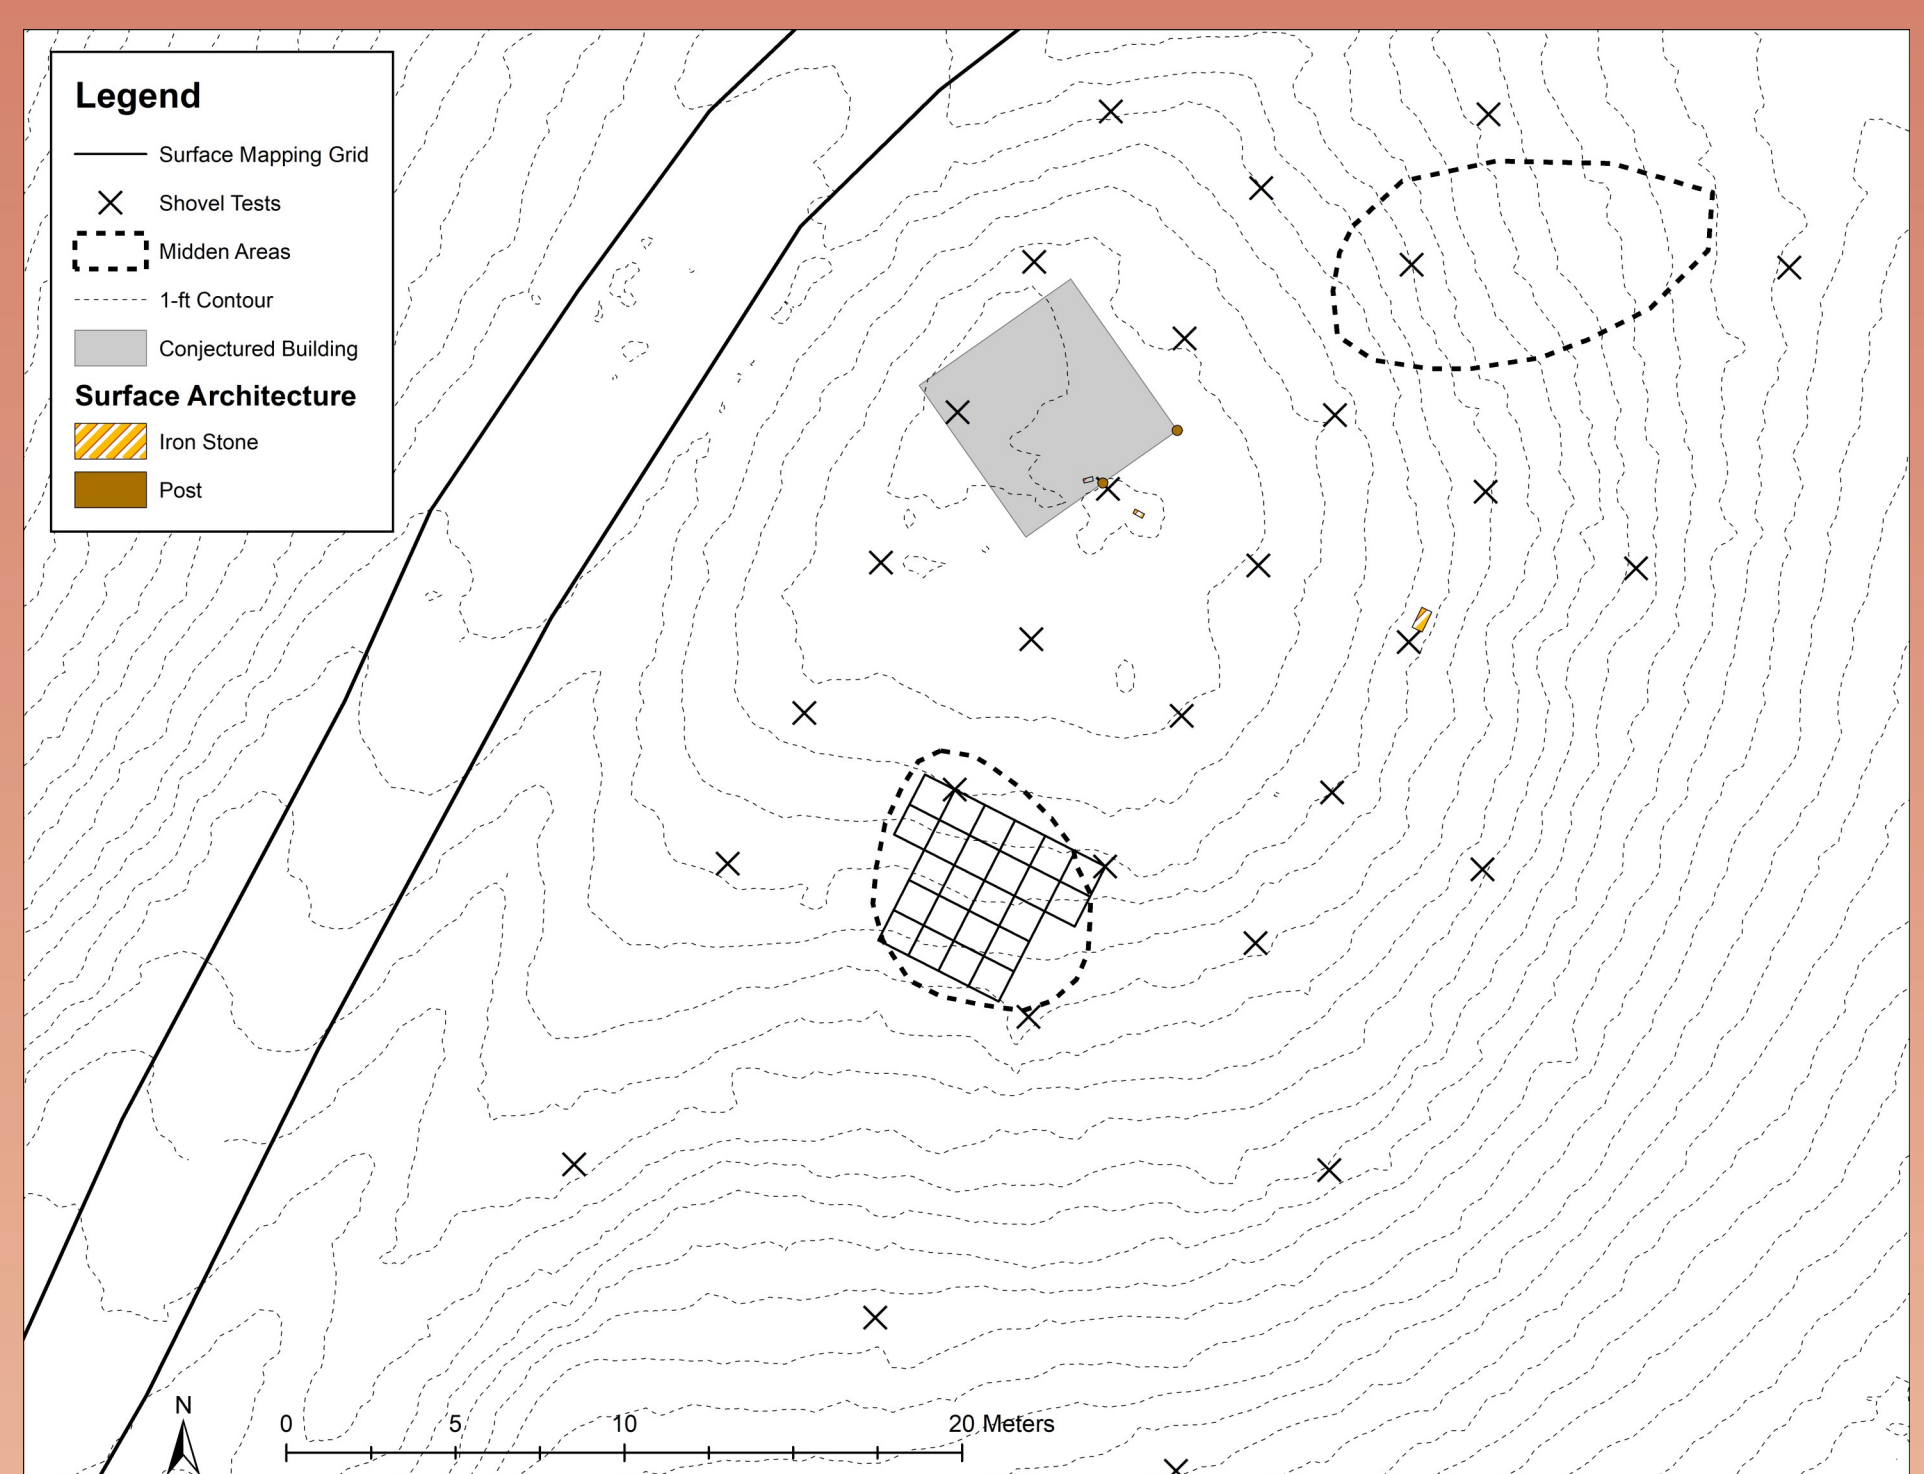 Legend
Surface Mapping Grid
Shovel Tests
Midden Areas
1-ft Contour
Conjectured Building
Surface Architecture
Iron Stone
Post
N
0 5 10 20 Meters